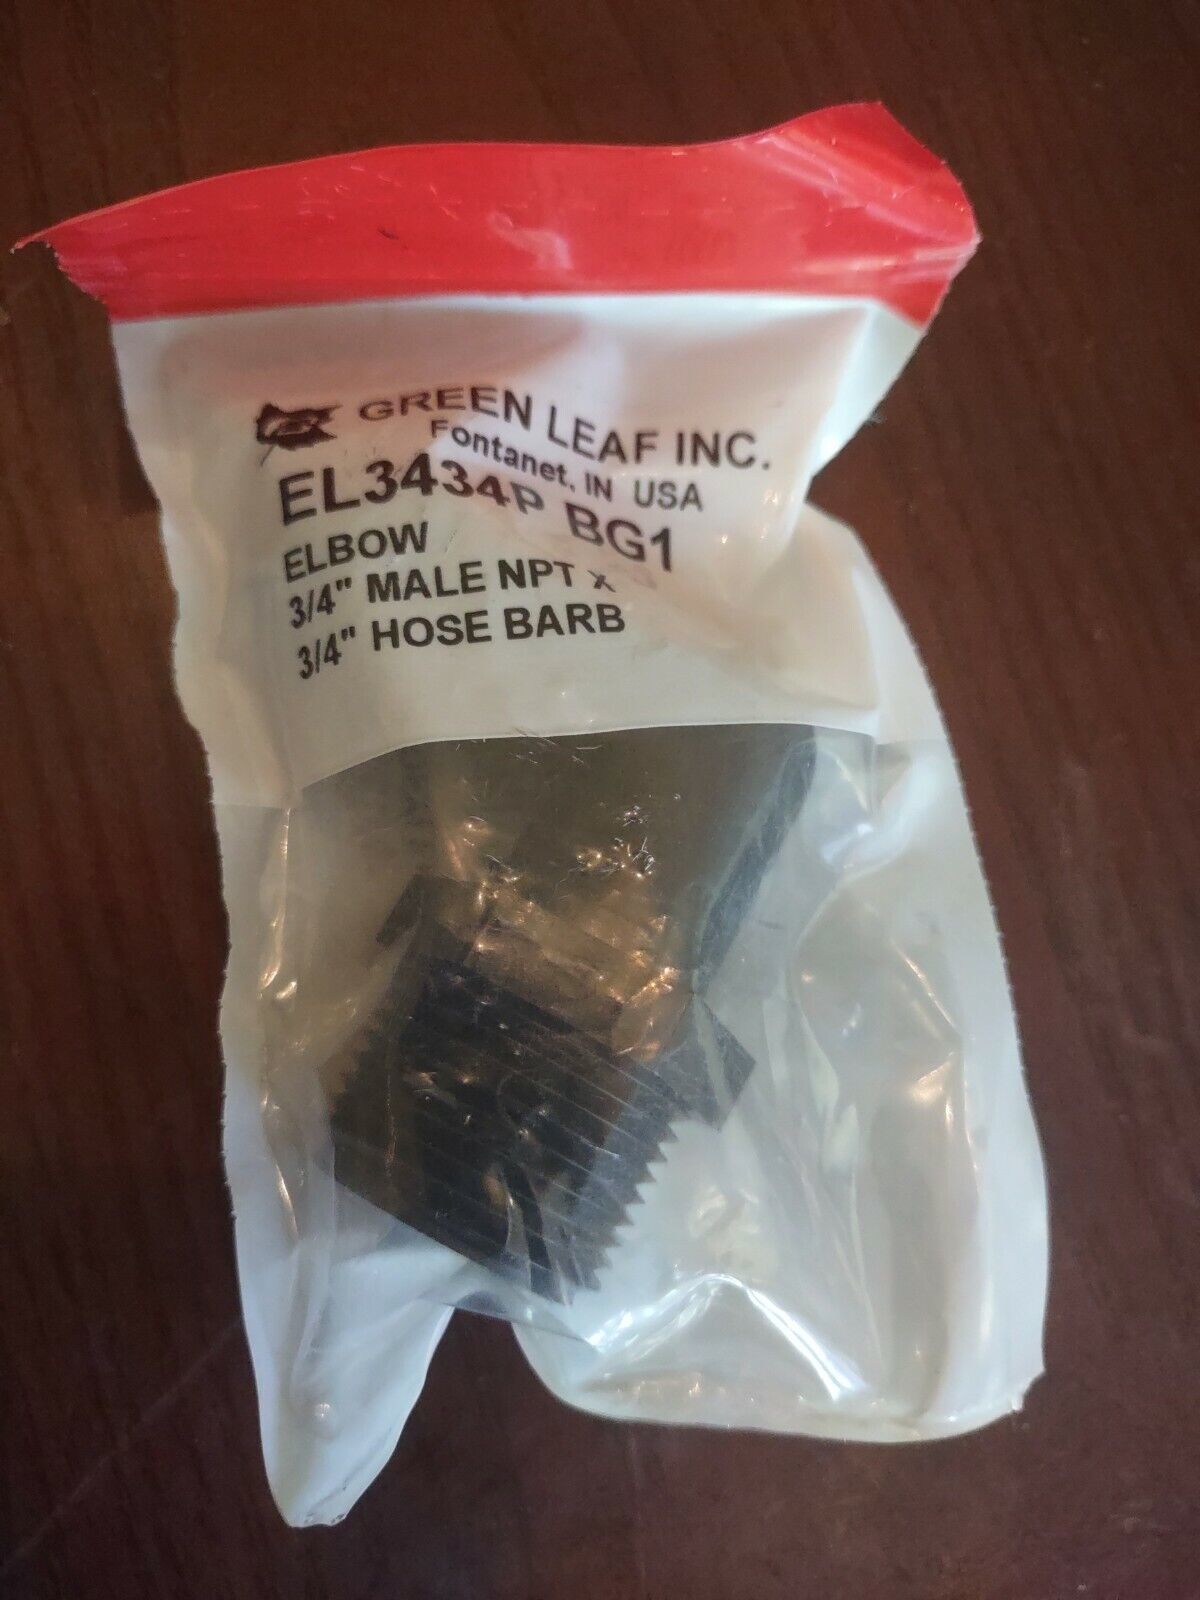 GREEN LEAF INC.
Fontanet, IN USA
EL3434P BG1
ELBOW
3/4" MALE NPT x
3/4" HOSE BARB